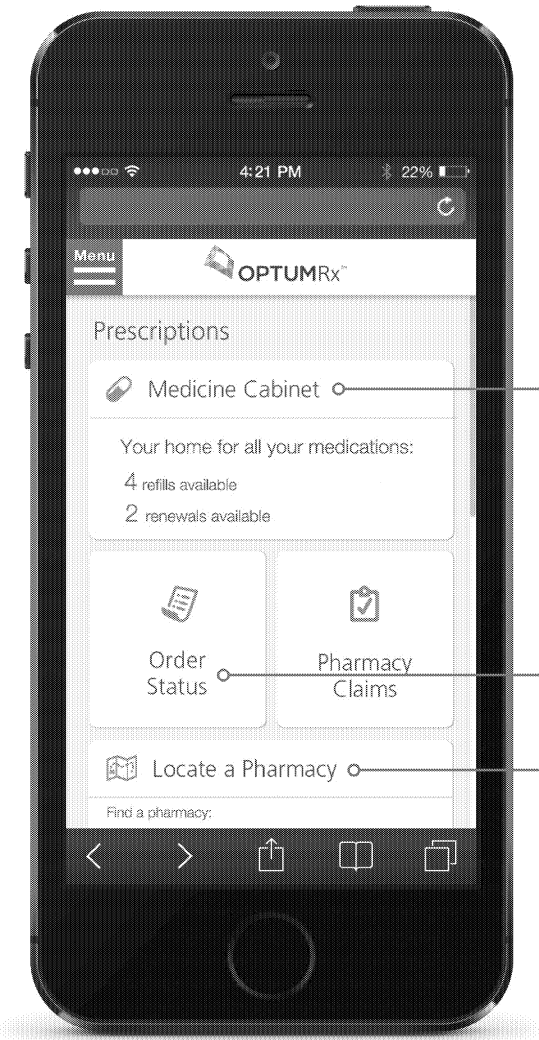 4:21 PM 22%
Menu
OPTUMRx™
Prescriptions
Medicine Cabinet
Your home for all your medications:
4 refills available
2 renewals available
Order
Status
Pharmacy
Claims
Locate a Pharmacy
Find a pharmacy: